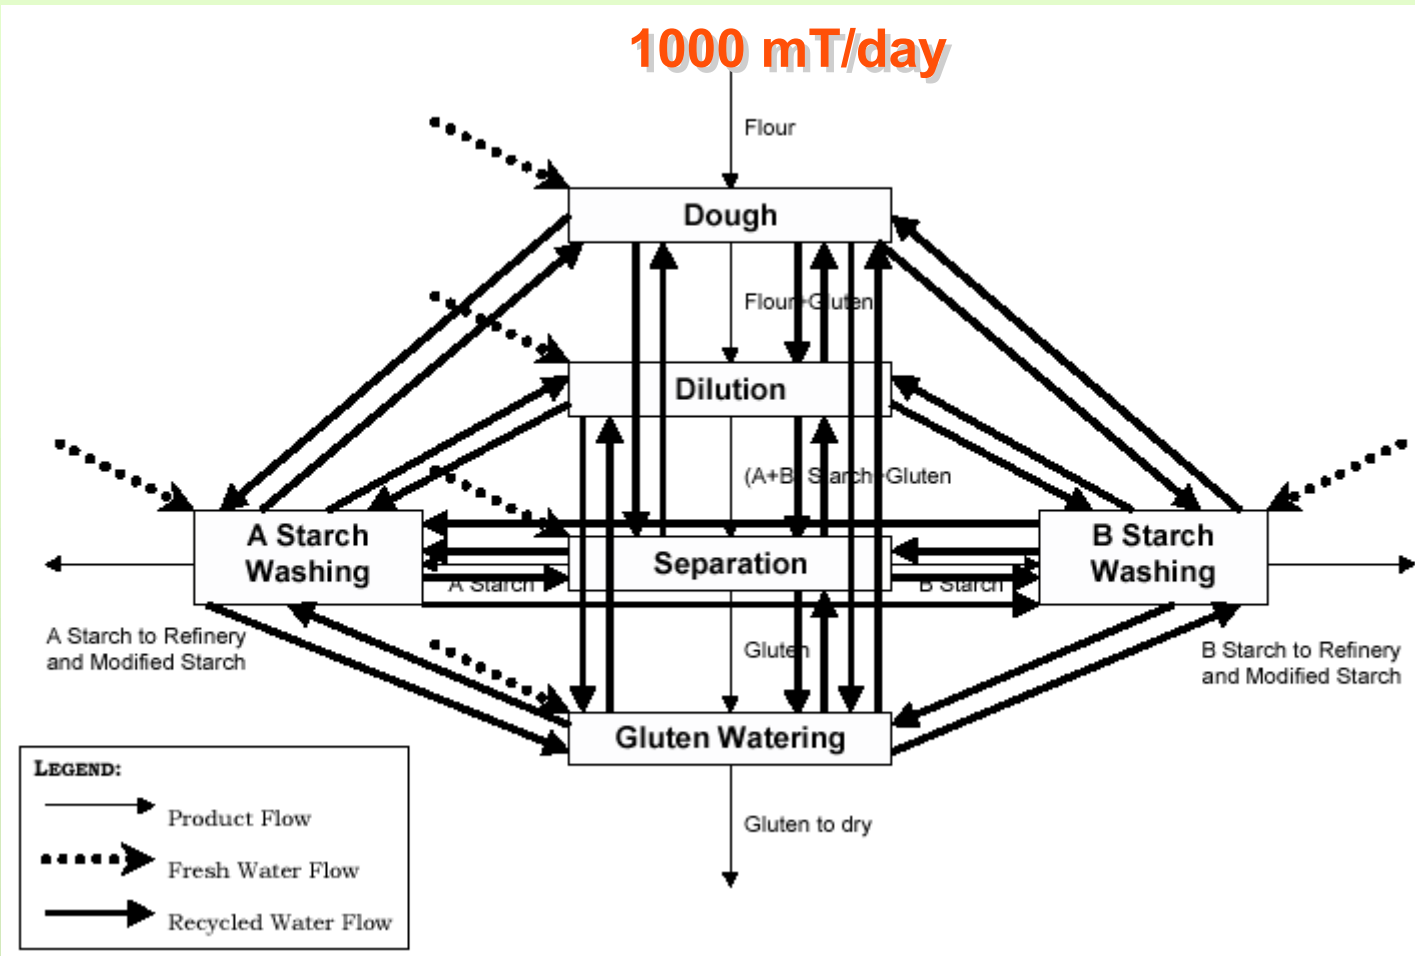 1000 mT/day
Flour
Dough
Flour+Gluten
Dilution
(A+B) Starch+Gluten
A Starch
Washing
Separation
B Starch
Washing
A Starch
B Starch
A Starch to Refinery
and Modified Starch
Gluten
B Starch to Refinery
and Modified Starch
Gluten Watering
LEGEND:
Product Flow
Fresh Water Flow
Recycled Water Flow
Gluten to dry